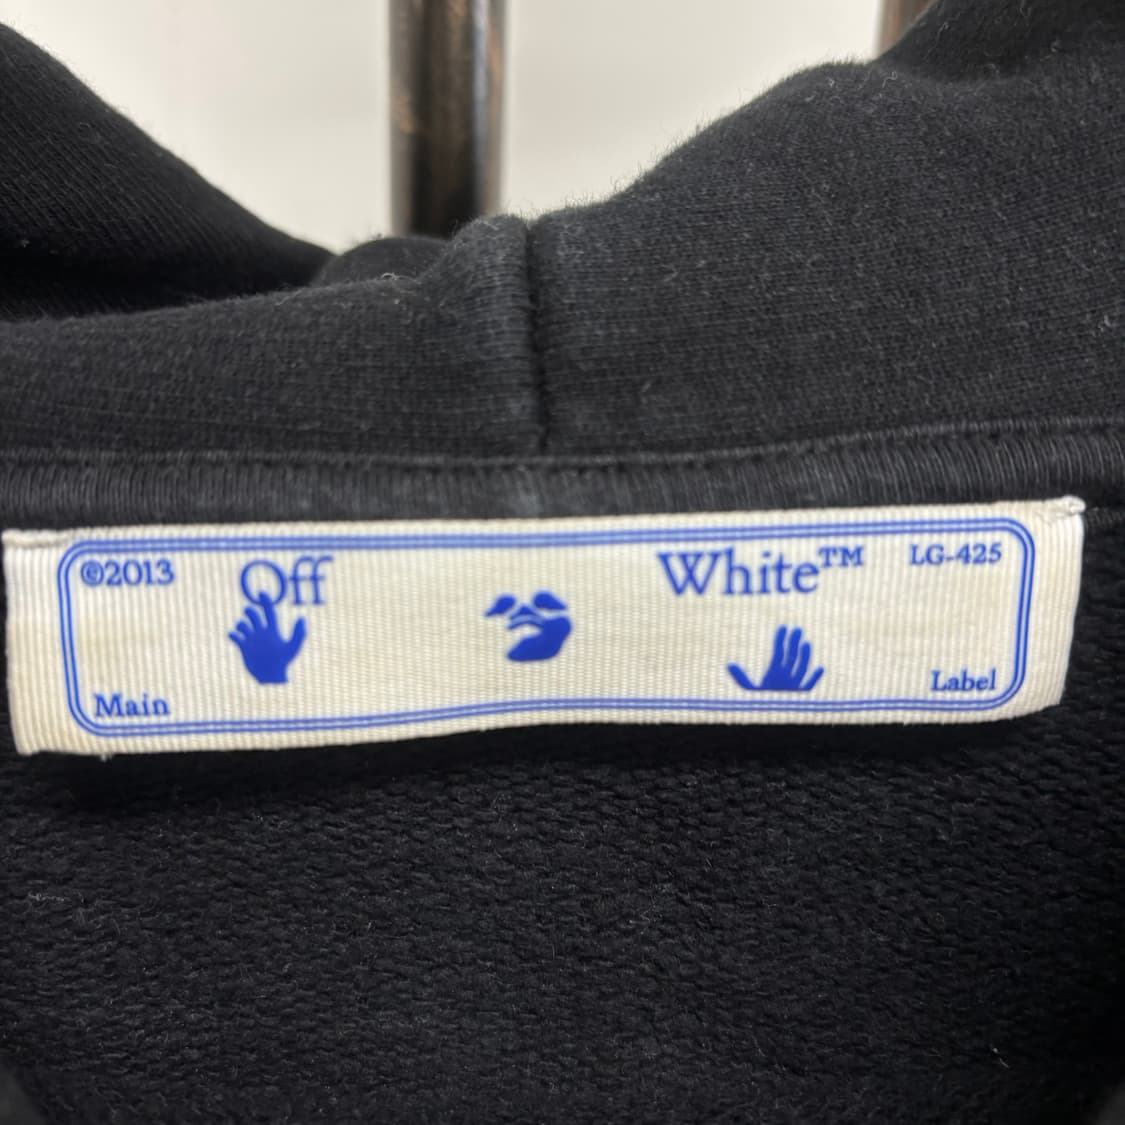 ©2013 Off White™ LG-425
Main Label